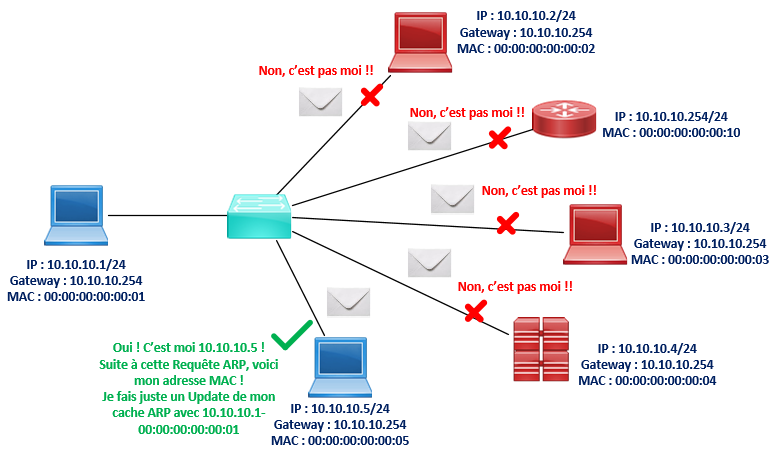 IP : 10.10.10.2/24
Gateway : 10.10.10.254
MAC : 00:00:00:00:00:02
Non, c’est pas moi !!
Non, c’est pas moi !!
IP : 10.10.10.254/24
MAC : 00:00:00:00:00:10
Non, c’est pas moi !!
IP : 10.10.10.3/24
Gateway : 10.10.10.254
MAC : 00:00:00:00:00:03
IP : 10.10.10.1/24
Gateway : 10.10.10.254
MAC : 00:00:00:00:00:01
Non, c’est pas moi !!
IP : 10.10.10.4/24
Gateway : 10.10.10.254
MAC : 00:00:00:00:00:04
Oui ! C’est moi 10.10.10.5 !
Suite à cette Requête ARP, voici
mon adresse MAC !
Je fais juste un Update de mon
cache ARP avec 10.10.10.1-
00:00:00:00:00:01
IP : 10.10.10.5/24
Gateway : 10.10.10.254
MAC : 00:00:00:00:00:05